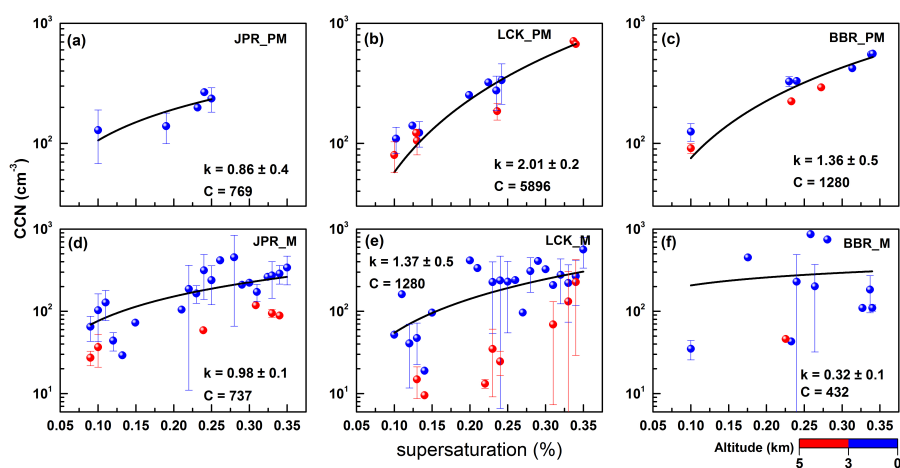 (a) JPR_PM
k = 0.86 ± 0.4
C = 769
(b) LCK_PM
k = 2.01 ± 0.2
C = 5896
(c) BBR_PM
k = 1.36 ± 0.5
C = 1280
10³
10²
CCN (cm⁻³)
(d) JPR_M
k = 0.98 ± 0.1
C = 737
(e) LCK_M
k = 1.37 ± 0.5
C = 1280
(f) BBR_M
k = 0.32 ± 0.1
C = 432
10³
10²
10¹
0.05 0.10 0.15 0.20 0.25 0.30 0.35
0.05 0.10 0.15 0.20 0.25 0.30 0.35
0.05 0.10 0.15 0.20 0.25 0.30 0.35
supersaturation (%)
Altitude (km)
5 3 0